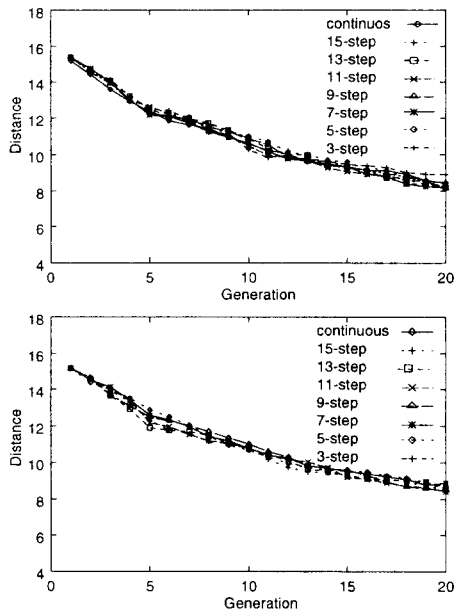 18
16
14
12
10
8
6
4
Distance
continuos
15-step
13-step
11-step
9-step
7-step
5-step
3-step
0 5 10 15 20
Generation
18
16
14
12
10
8
6
4
Distance
continuous
15-step
13-step
11-step
9-step
7-step
5-step
3-step
0 5 10 15 20
Generation